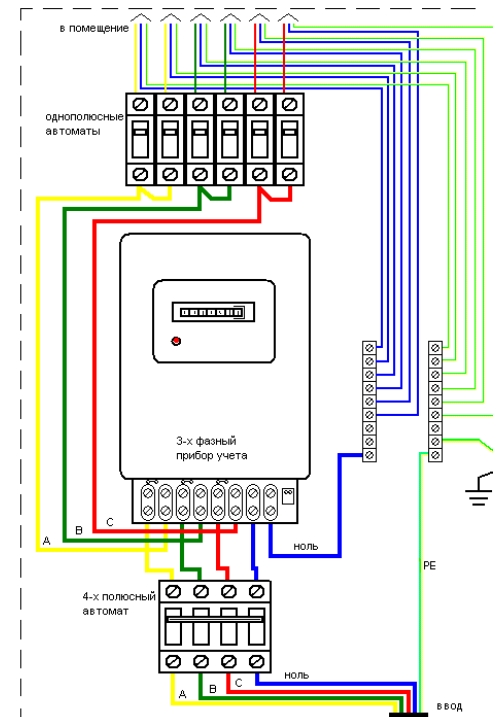 в помещение
однополюсные
автоматы
3-х фазный
прибор учета
C
B
A
ноль
PE
4-х полюсный
автомат
ноль
C
B
A
ввод